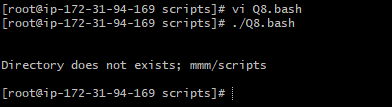 [root@ip-172-31-94-169 scripts]# vi Q8.bash
[root@ip-172-31-94-169 scripts]# ./Q8.bash
Directory does not exists; mmm/scripts
[root@ip-172-31-94-169 scripts]#